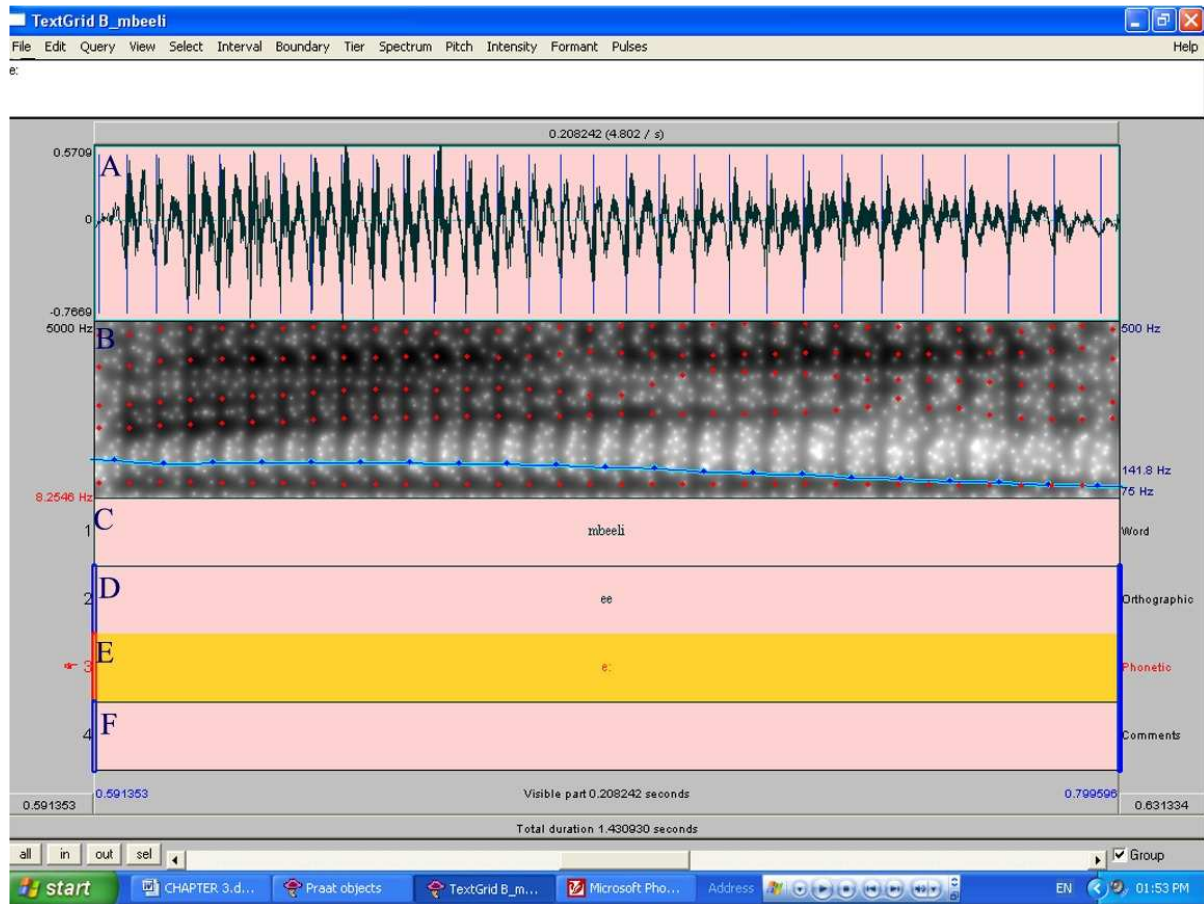 TextGrid B_mbeeli
File Edit Query View Select Interval Boundary Tier Spectrum Pitch Intensity Formant Pulses Help
e:
0.208242 (4.802 / s)
0.5709
A
0
-0.7669
5000 Hz
B
500 Hz
141.8 Hz
8.2546 Hz
75 Hz
C
1
mbeeli
Word
D
2
ee
Orthographic
E
3
e:
Phonetic
F
4
Comments
0.591353
0.591353
Visible part 0.208242 seconds
0.799596
0.631334
Total duration 1.430930 seconds
all in out sel Group
start CHAPTER 3.d... Praat objects TextGrid B_m... Microsoft Pho... Address EN 01:53 PM